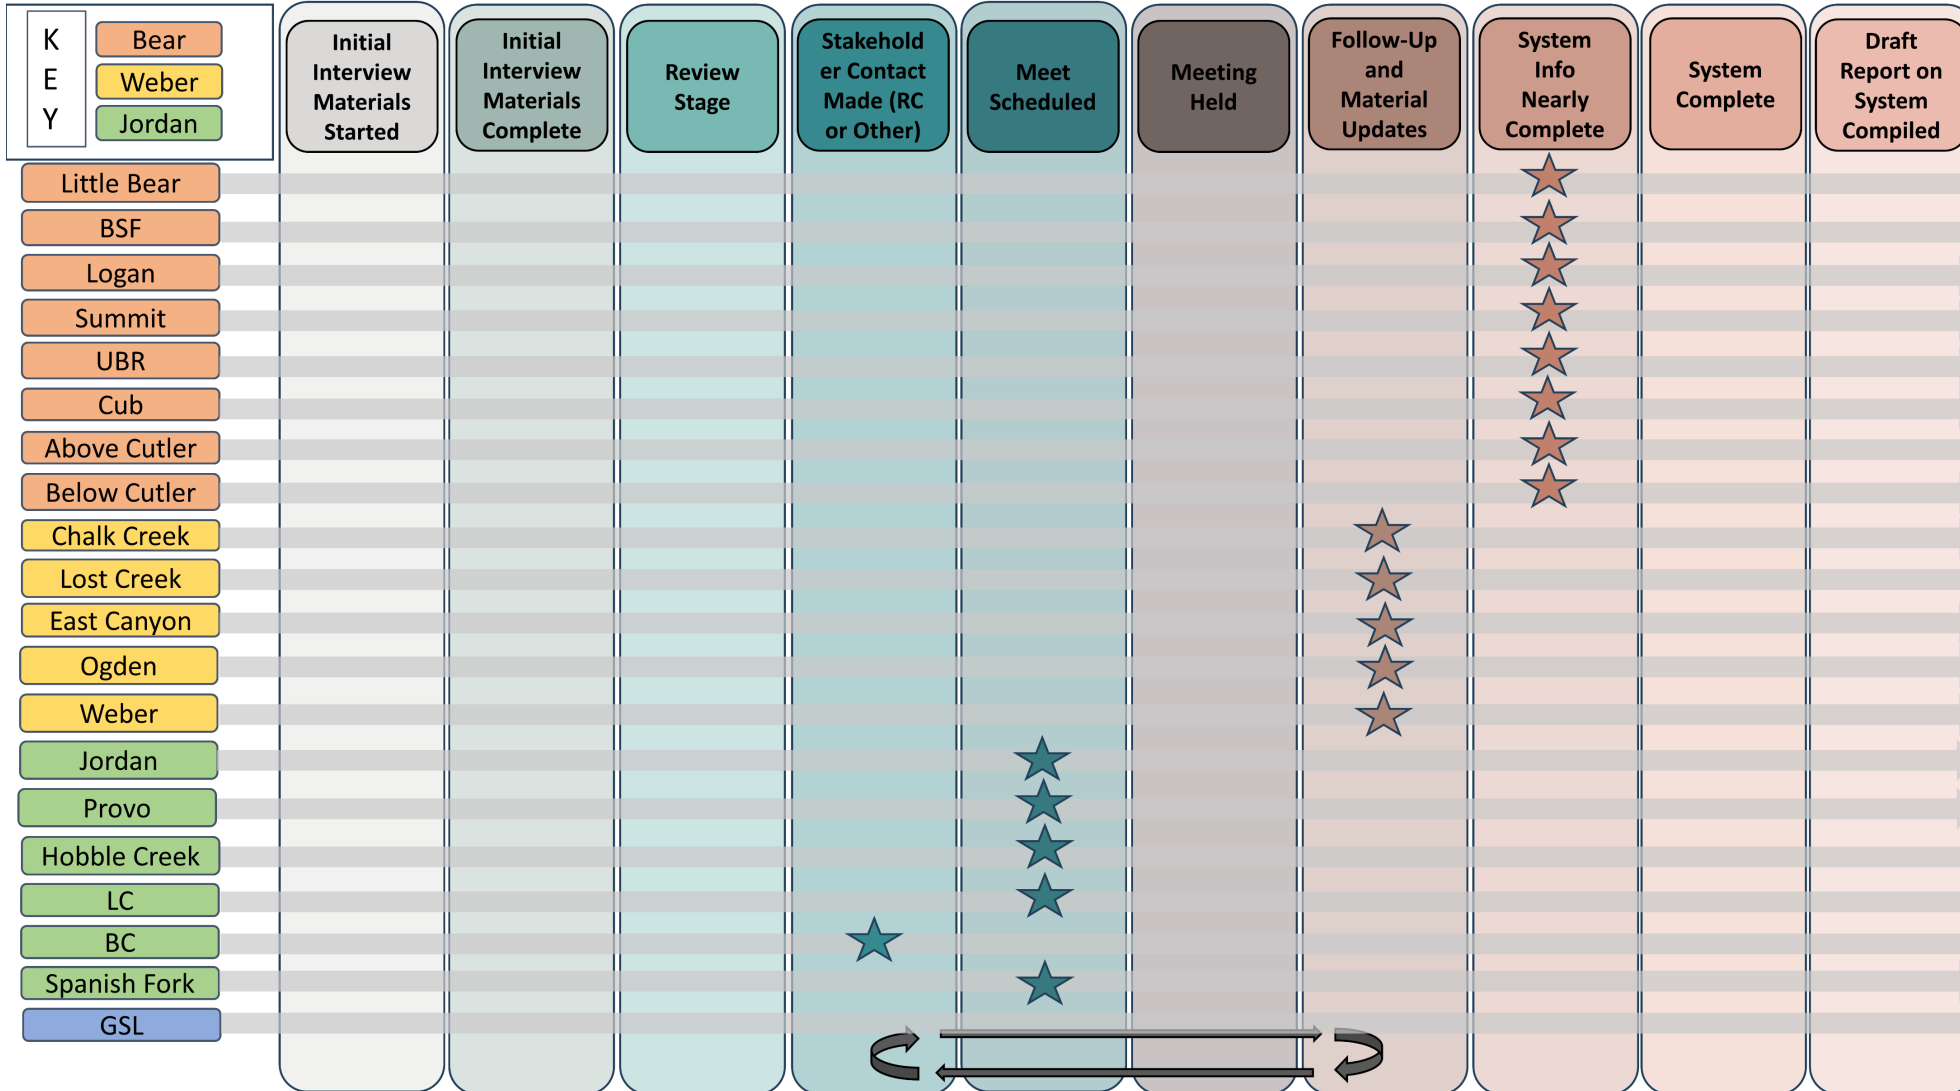 K
E
Y
Bear
Weber
Jordan
Initial
Interview
Materials
Started
Initial
Interview
Materials
Complete
Review
Stage
Stakehold
er Contact
Made (RC
or Other)
Meet
Scheduled
Meeting
Held
Follow-Up
and
Material
Updates
System
Info
Nearly
Complete
System
Complete
Draft
Report on
System
Compiled
Little Bear
BSF
Logan
Summit
UBR
Cub
Above Cutler
Below Cutler
Chalk Creek
Lost Creek
East Canyon
Ogden
Weber
Jordan
Provo
Hobble Creek
LC
BC
Spanish Fork
GSL